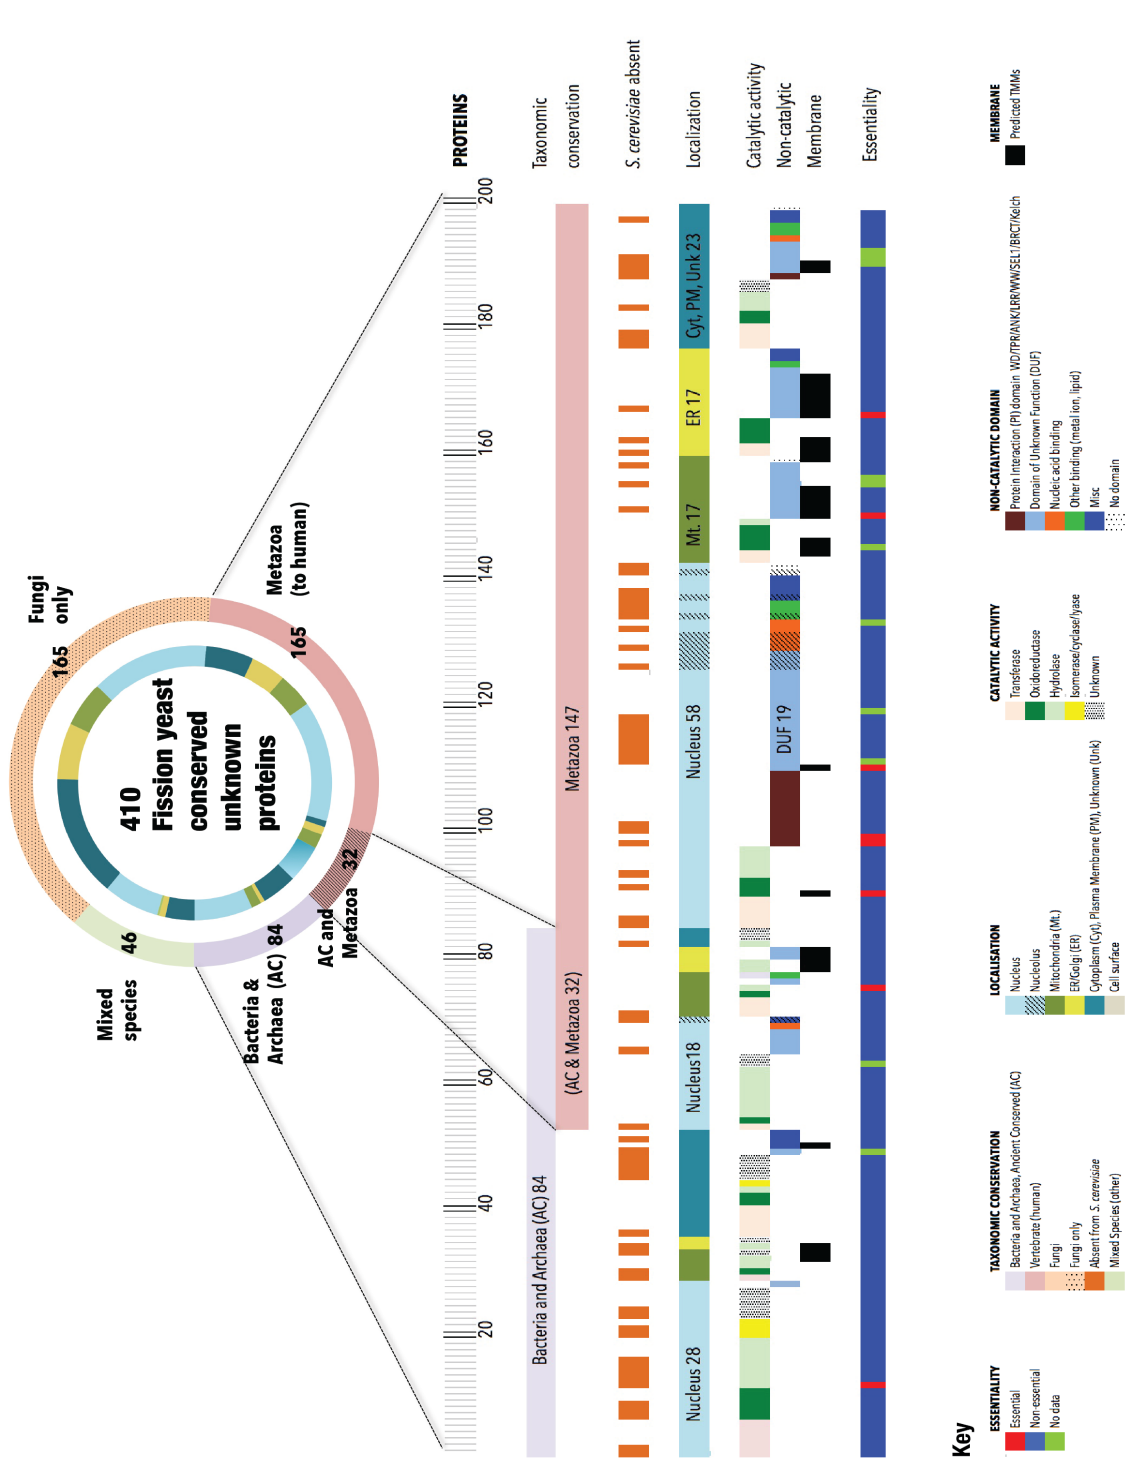 410
Fission yeast
conserved
unknown
proteins
Fungi
only
165
Metazoa
(to human)
165
AC and
Metazoa
32
Bacteria &
Archaea (AC) 84
Mixed
species
46
PROTEINS
20
40
60
80
100
120
140
160
180
200
Taxonomic
conservation
Bacteria and Archaea (AC) 84
(AC & Metazoa 32)
Metazoa 147
S. cerevisiae absent
Localization
Nucleus 28
Nucleus18
Nucleus 58
Mt. 17
ER 17
Cyt, PM, Unk 23
Catalytic activity
Non-catalytic
DUF 19
Membrane
Essentiality
Key
ESSENTIALITY
Essential
Non-essential
No data
TAXONOMIC CONSERVATION
Bacteria and Archaea, Ancient Conserved (AC)
Vertebrate (human)
Fungi
Fungi only
Absent from S. cerevisiae
Mixed Species (other)
LOCALISATION
Nucleus
Nucleolus
Mitochondria (Mt.)
ER/Golgi (ER)
Cytoplasm (Cyt), Plasma Membrane (PM), Unknown (Unk)
Cell surface
CATALYTIC ACTIVITY
Transferase
Oxidoreductase
Hydrolase
Isomerase/cyclase/lyase
Unknown
NON-CATALYTIC DOMAIN
Protein Interaction (PI) domain WD/TPR/ANK/LRR/WW/SEL1/BRCT/Kelch
Domain of Unknown Function (DUF)
Nucleic acid binding
Other binding (metal ion, lipid)
Misc
No domain
MEMBRANE
Predicted TMMs